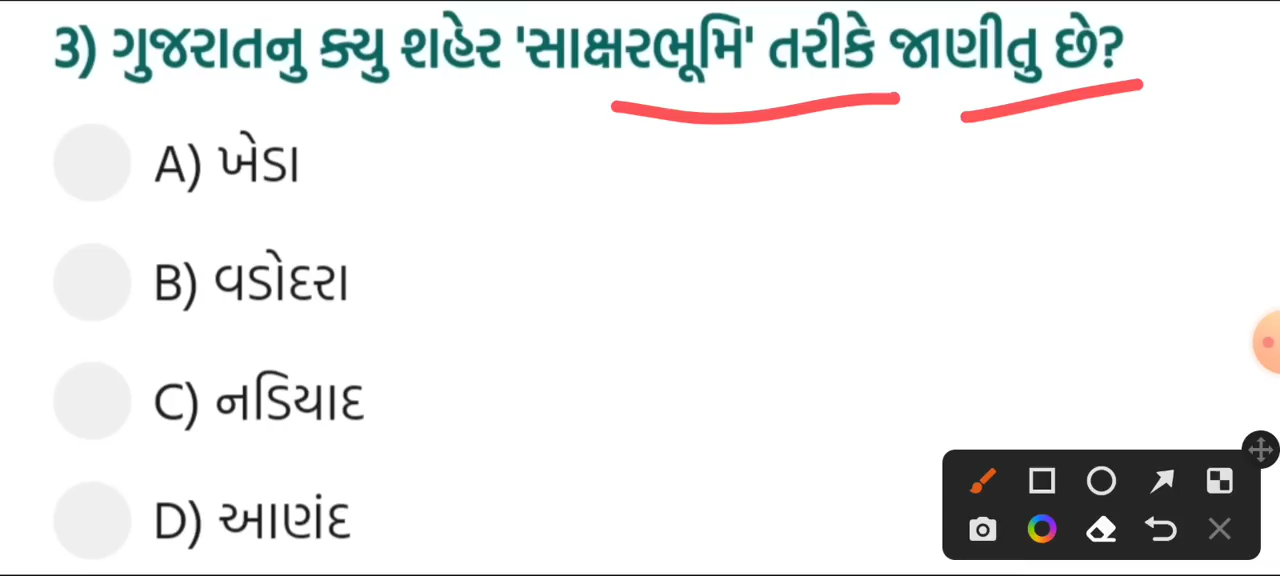 3) ગુજરાતનુ ક્યુ શહેર 'સાક્ષરભૂમિ' તરીકે જાણીતુ છે?
A) ખેડા
B) વડોદરા
C) નડિયાદ
D) આણંદ